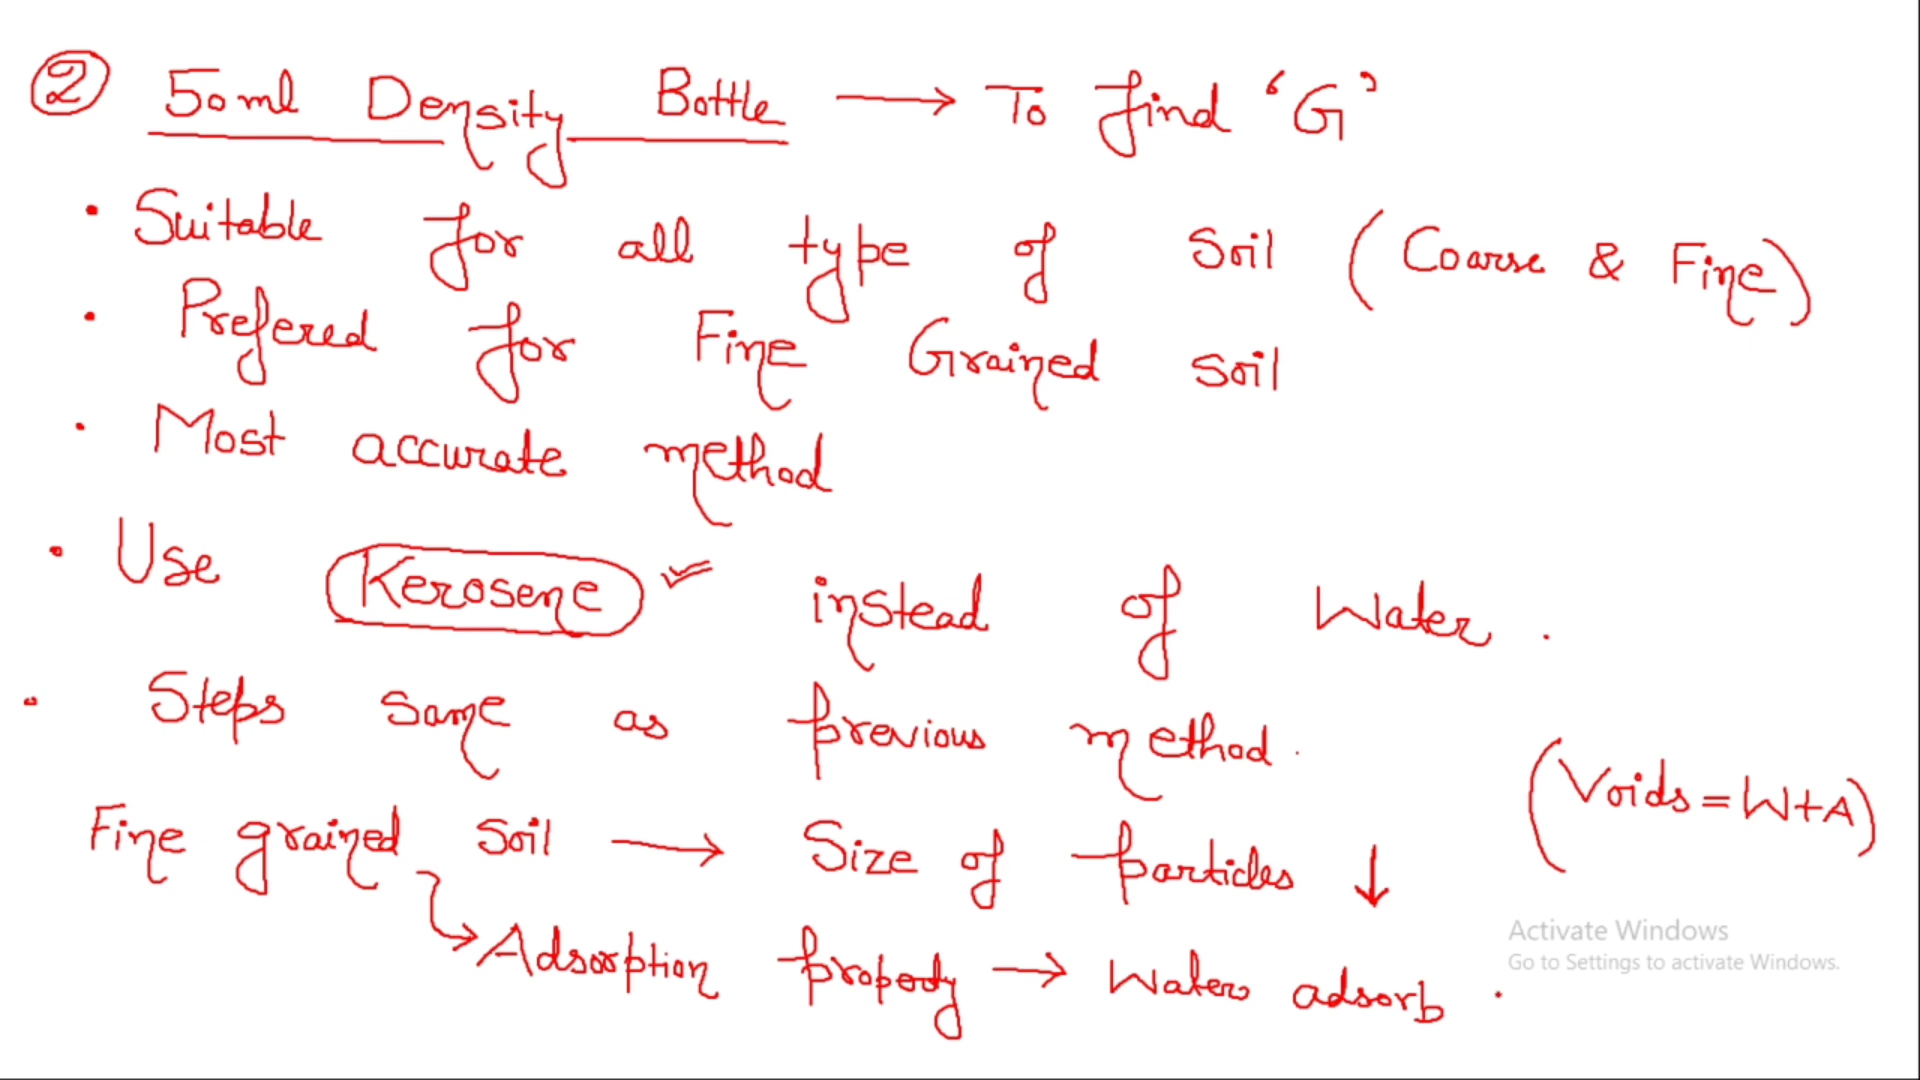 ② 50ml Density Bottle → To find ‘G’
• Suitable for all type of Soil (Coarse & Fine)
• Prefered for Fine Grained Soil
• Most accurate method
• Use Kerosene ✓ instead of Water.
• Steps same as previous method.
(Voids = W+A)
Fine grained Soil → Size of particles ↓
↳ Adsorption property → Water adsorb.
Activate Windows
Go to Settings to activate Windows.